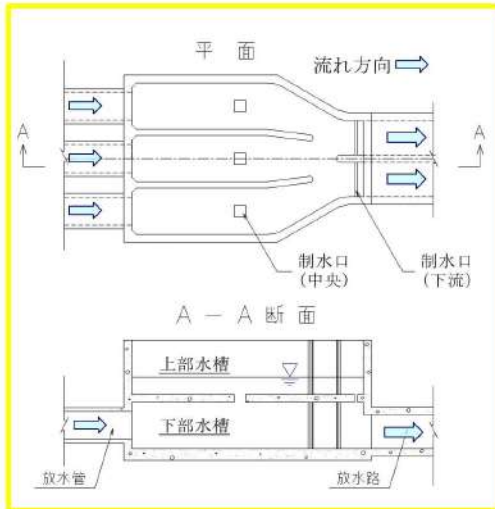 平 面
流れ方向
A
A
制水口
(中央)
制水口
(下流)
A － A 断 面
上部水槽
下部水槽
放水管
放水路